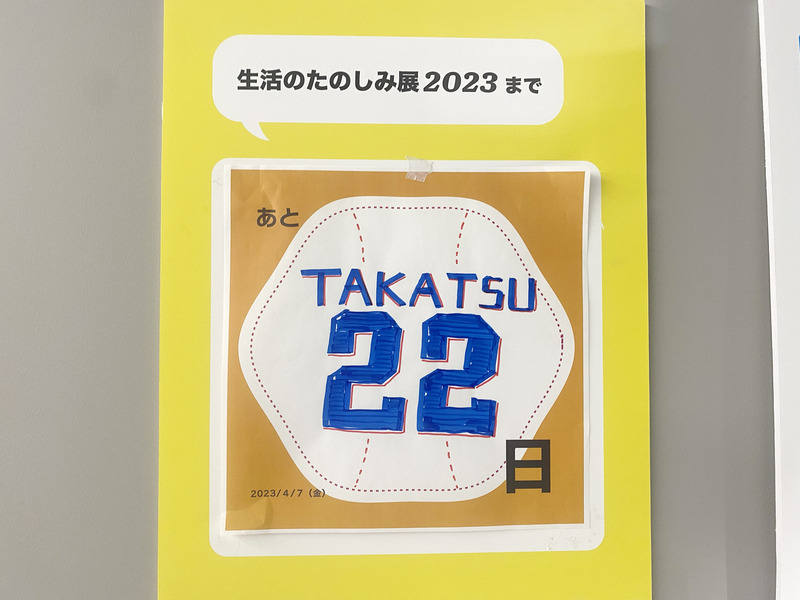 生活のたのしみ展2023 まで
あと
TAKATSU
22
日
2023/4/7（金）